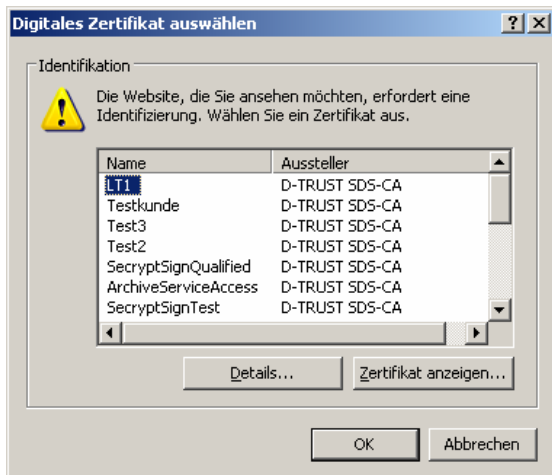 Digitales Zertifikat auswählen
Identifikation
Die Website, die Sie ansehen möchten, erfordert eine
Identifizierung. Wählen Sie ein Zertifikat aus.
Name Aussteller
LT1 D-TRUST SDS-CA
Testkunde D-TRUST SDS-CA
Test3 D-TRUST SDS-CA
Test2 D-TRUST SDS-CA
SecryptSignQualified D-TRUST SDS-CA
ArchiveServiceAccess D-TRUST SDS-CA
SecryptSignTest D-TRUST SDS-CA
Details... Zertifikat anzeigen...
OK Abbrechen